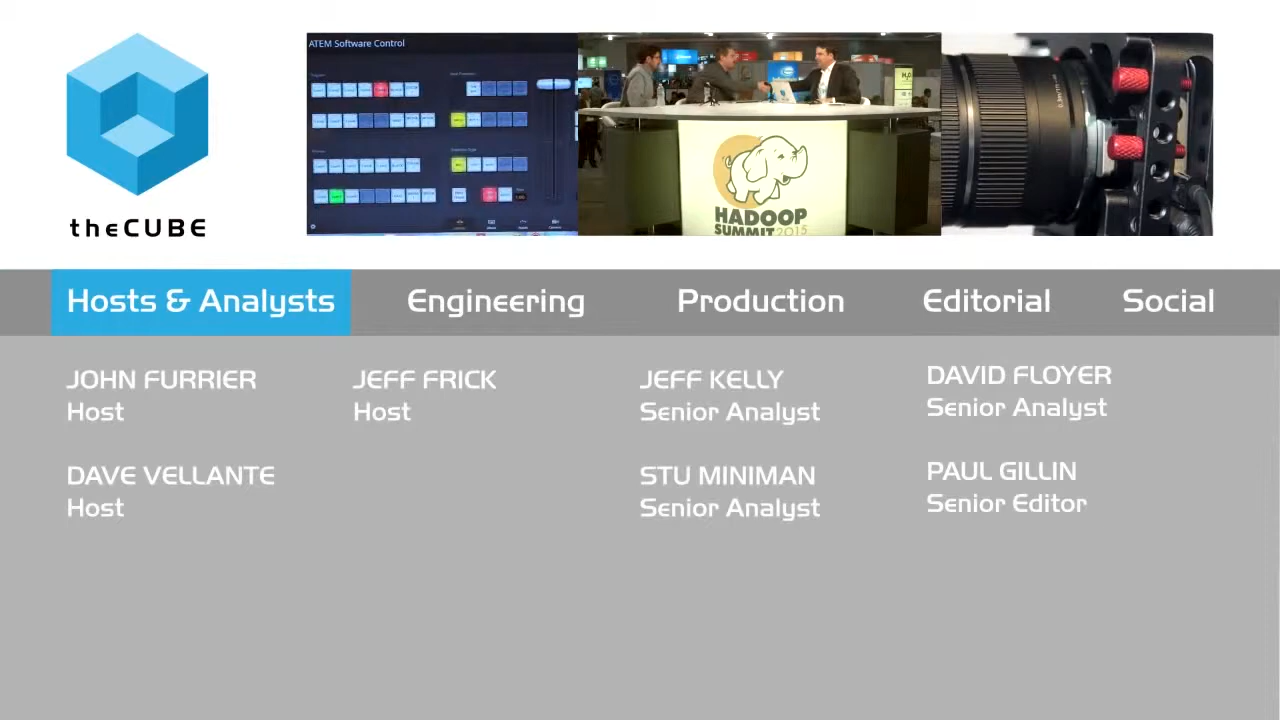 ATEM Software Control
HADOOP
SUMMIT 2015
theCUBE
Hosts & Analysts
Engineering
Production
Editorial
Social
JOHN FURRIER
Host
JEFF FRICK
Host
JEFF KELLY
Senior Analyst
DAVID FLOYER
Senior Analyst
DAVE VELLANTE
Host
STU MINIMAN
Senior Analyst
PAUL GILLIN
Senior Editor